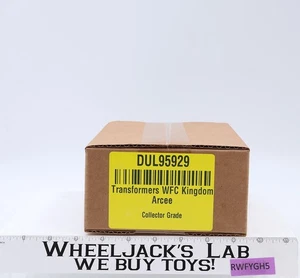 DUL95929
Transformers WFC Kingdom
Arcee
Collector Grade
WHEELJACK'S LAB
WE BUY TOYS!
RWFYGH5